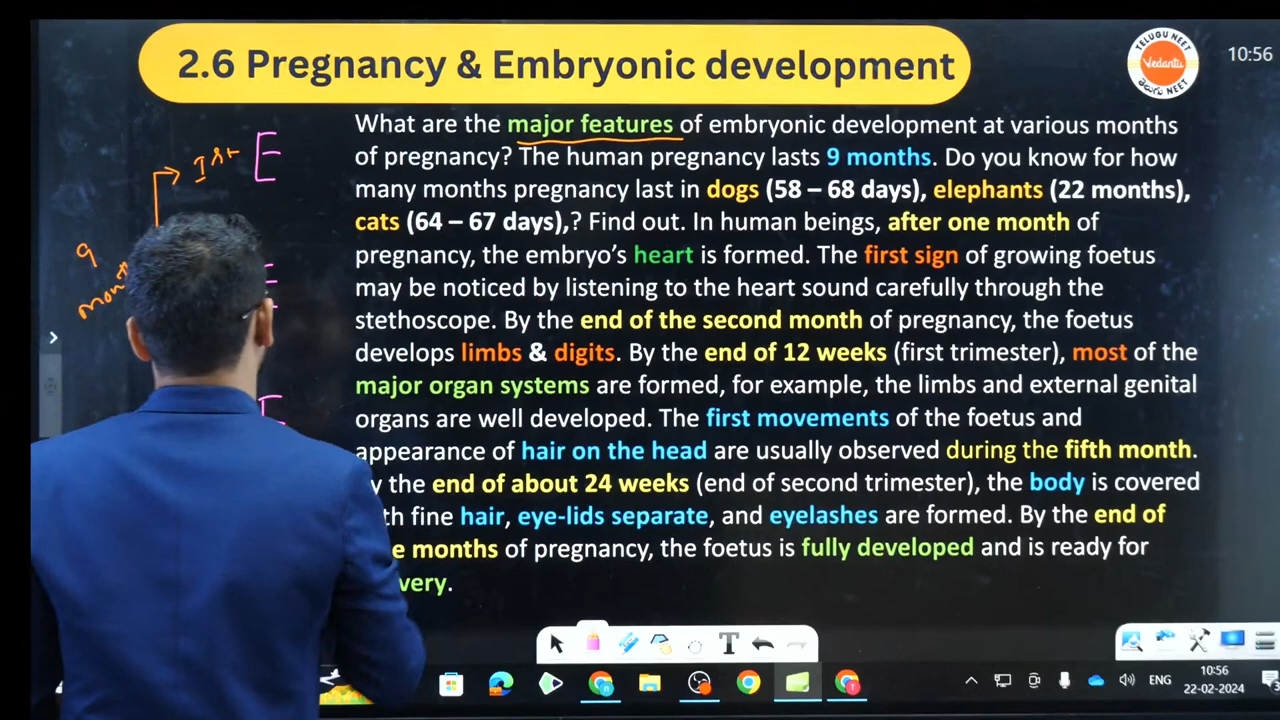 2.6 Pregnancy & Embryonic development
TELUGU NEET
Vedantu
తెలుగు NEET
10:56
What are the major features of embryonic development at various months
of pregnancy? The human pregnancy lasts 9 months. Do you know for how
many months pregnancy last in dogs (58 – 68 days), elephants (22 months),
cats (64 – 67 days),? Find out. In human beings, after one month of
pregnancy, the embryo's heart is formed. The first sign of growing foetus
may be noticed by listening to the heart sound carefully through the
stethoscope. By the end of the second month of pregnancy, the foetus
develops limbs & digits. By the end of 12 weeks (first trimester), most of the
major organ systems are formed, for example, the limbs and external genital
organs are well developed. The first movements of the foetus and
appearance of hair on the head are usually observed during the fifth month.
the end of about 24 weeks (end of second trimester), the body is covered
fine hair, eye-lids separate, and eyelashes are formed. By the end of
months of pregnancy, the foetus is fully developed and is ready for
very.
Ist
9
mont
T
ENG
10:56
22-02-2024